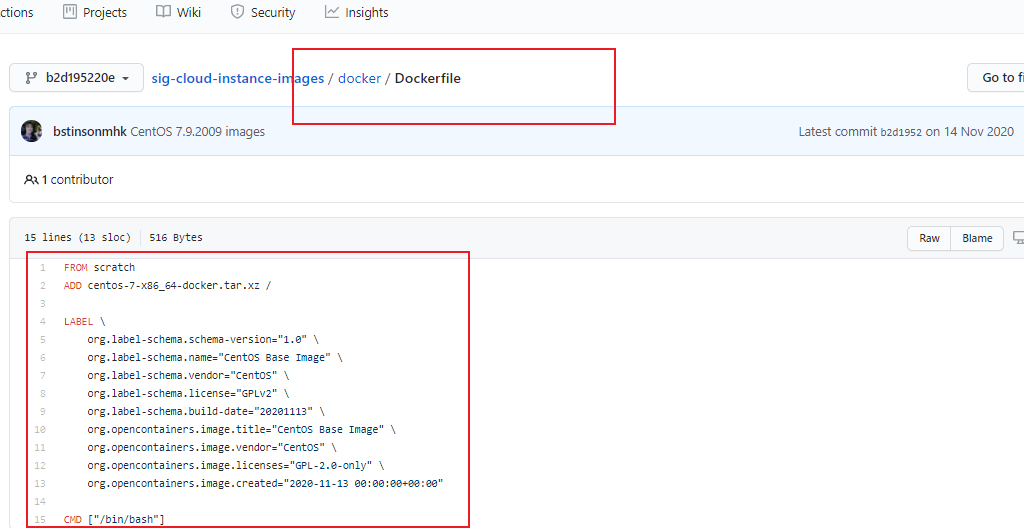 ctions Projects Wiki Security Insights
b2d195220e sig-cloud-instance-images / docker / Dockerfile Go to fi
bstinsonmhk CentOS 7.9.2009 images Latest commit b2d1952 on 14 Nov 2020
1 contributor
15 lines (13 sloc) 516 Bytes Raw Blame
1 FROM scratch
2 ADD centos-7-x86_64-docker.tar.xz /
3
4 LABEL \
5 org.label-schema.schema-version="1.0" \
6 org.label-schema.name="CentOS Base Image" \
7 org.label-schema.vendor="CentOS" \
8 org.label-schema.license="GPLv2" \
9 org.label-schema.build-date="20201113" \
10 org.opencontainers.image.title="CentOS Base Image" \
11 org.opencontainers.image.vendor="CentOS" \
12 org.opencontainers.image.licenses="GPL-2.0-only" \
13 org.opencontainers.image.created="2020-11-13 00:00:00+00:00"
14
15 CMD ["/bin/bash"]